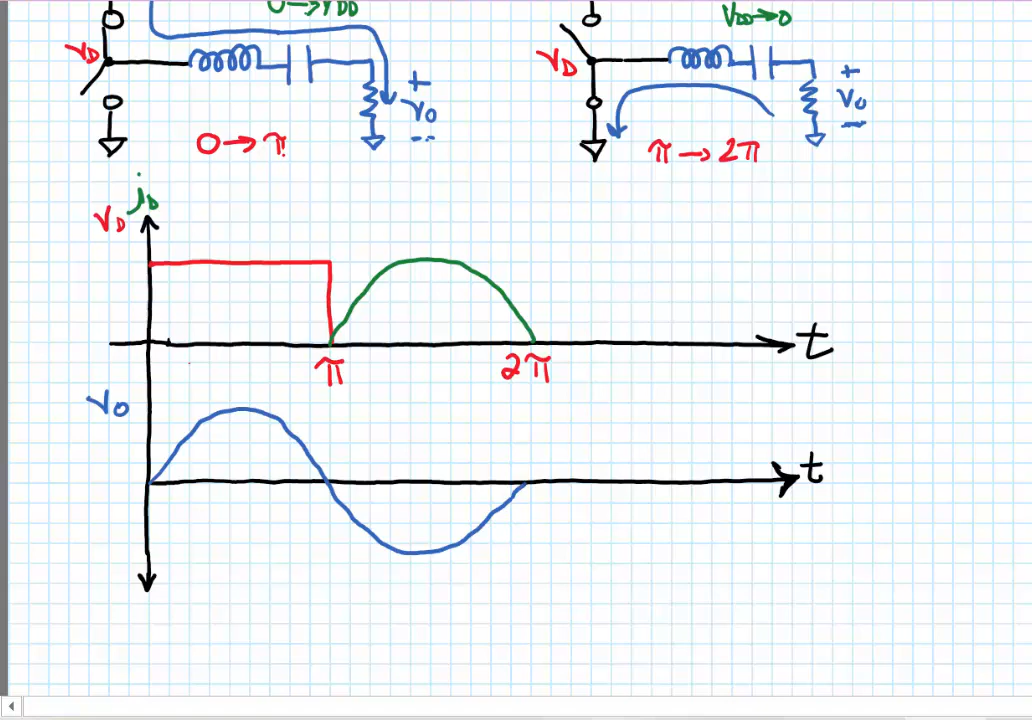 0→VDD
VDD→0
VD
+
Vo
−
0 → π
VD
+
Vo
−
π → 2π
VD iD
t
π
2π
Vo
t